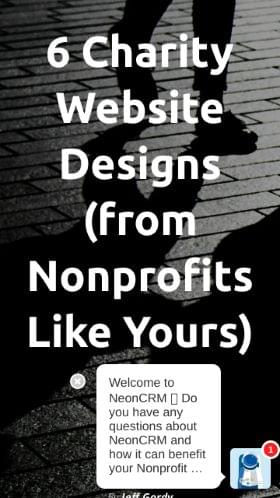 6 Charity
Website
Designs
(from
Nonprofits
Like Yours)
Welcome to
NeonCRM ▯ Do
you have any
questions about
NeonCRM and
how it can benefit
your Nonprofit ...
1
By Jeff Gordy